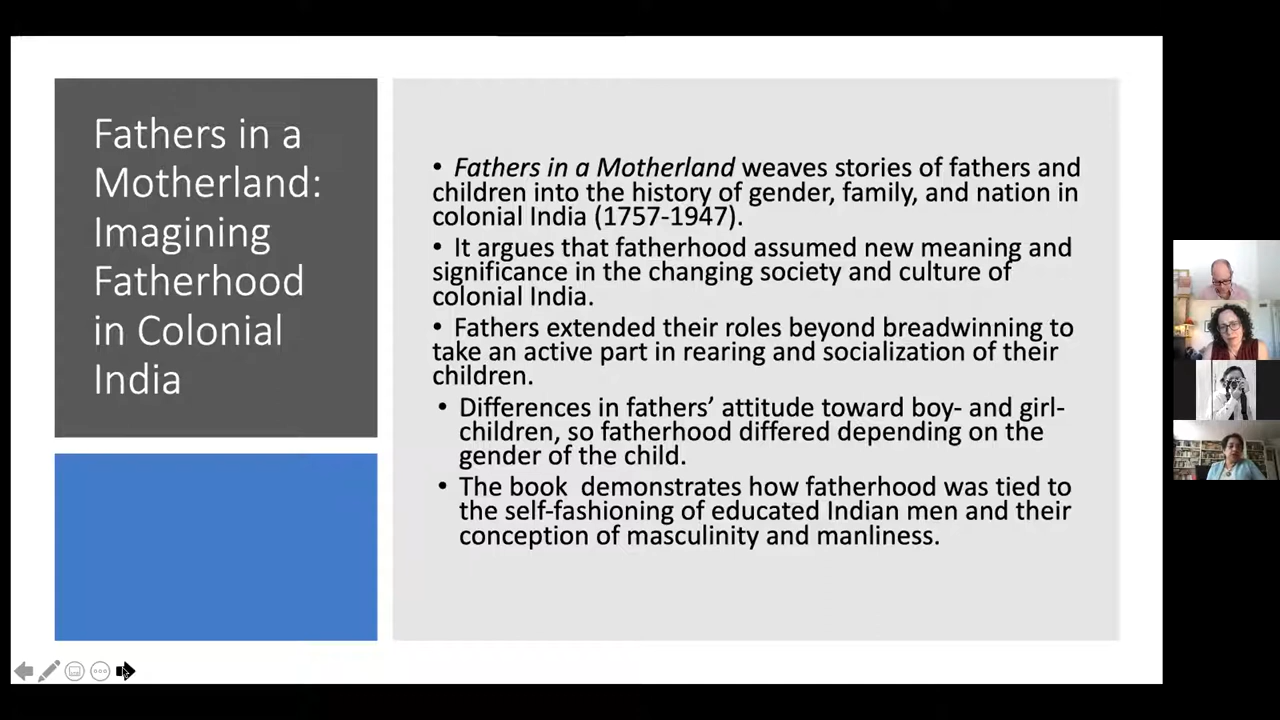 Fathers in a
Motherland:
Imagining
Fatherhood
in Colonial
India
• Fathers in a Motherland weaves stories of fathers and
children into the history of gender, family, and nation in
colonial India (1757-1947).
• It argues that fatherhood assumed new meaning and
significance in the changing society and culture of
colonial India.
• Fathers extended their roles beyond breadwinning to
take an active part in rearing and socialization of their
children.
• Differences in fathers’ attitude toward boy- and girl-
children, so fatherhood differed depending on the
gender of the child.
• The book  demonstrates how fatherhood was tied to
the self-fashioning of educated Indian men and their
conception of masculinity and manliness.